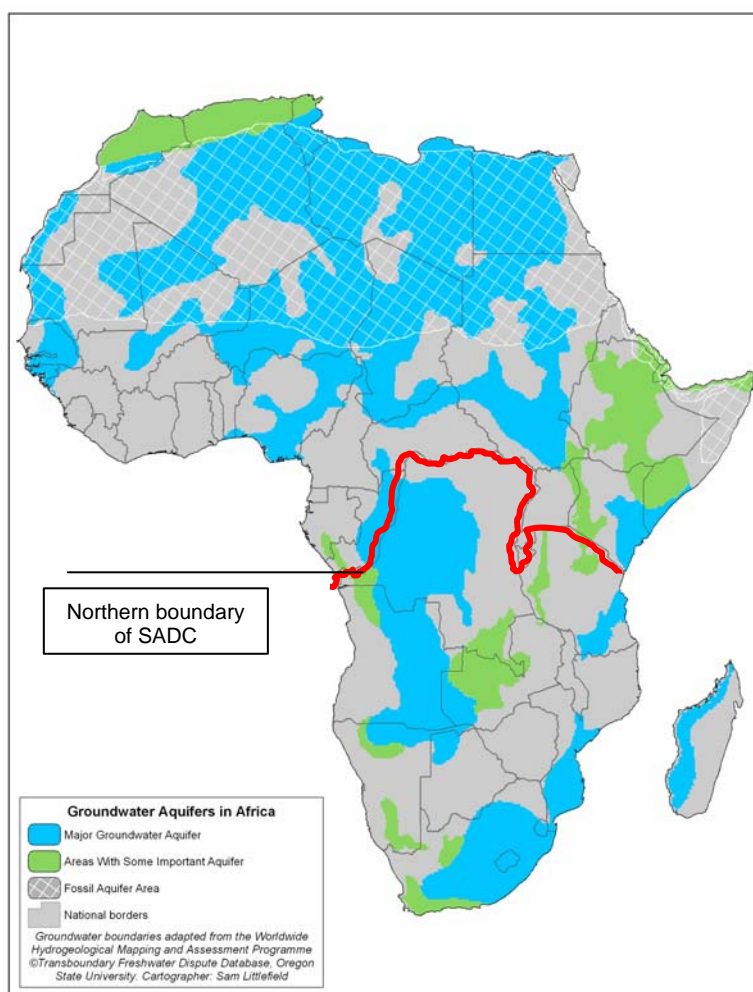 Northern boundary
of SADC
Groundwater Aquifers in Africa
Major Groundwater Aquifer
Areas With Some Important Aquifer
Fossil Aquifer Area
National borders
Groundwater boundaries adapted from the Worldwide
Hydrogeological Mapping and Assessment Programme
©Transboundary Freshwater Dispute Database, Oregon
State University. Cartographer: Sam Littlefield